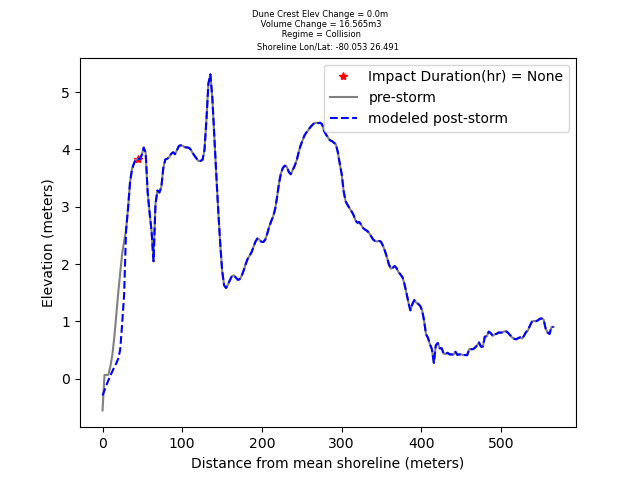 Dune Crest Elev Change = 0.0m
Volume Change = 16.565m3
Regime = Collision
Shoreline Lon/Lat: -80.053 26.491
Impact Duration(hr) = None
pre-storm
modeled post-storm
5
4
3
2
1
0
Elevation (meters)
0 100 200 300 400 500
Distance from mean shoreline (meters)